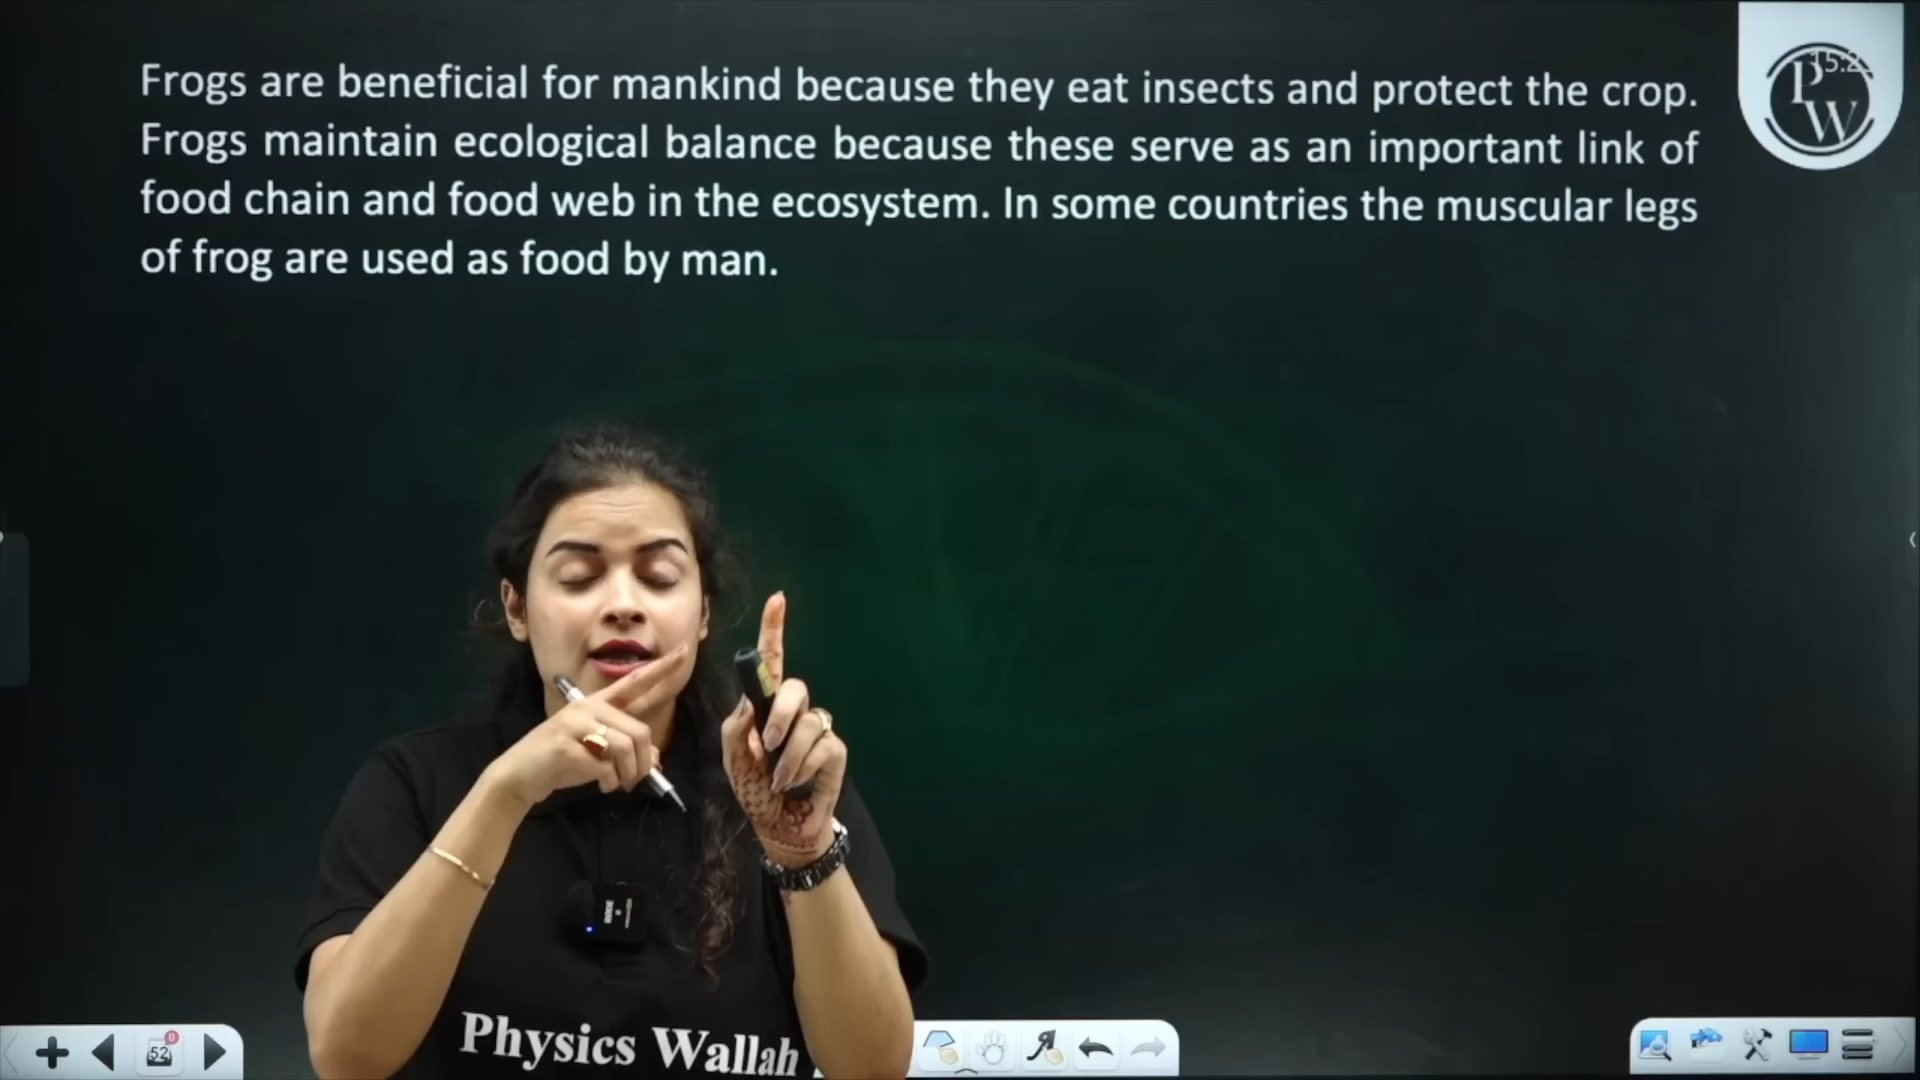 Frogs are beneficial for mankind because they eat insects and protect the crop.
Frogs maintain ecological balance because these serve as an important link of
food chain and food web in the ecosystem. In some countries the muscular legs
of frog are used as food by man.
PW
Physics Wallah
52
0